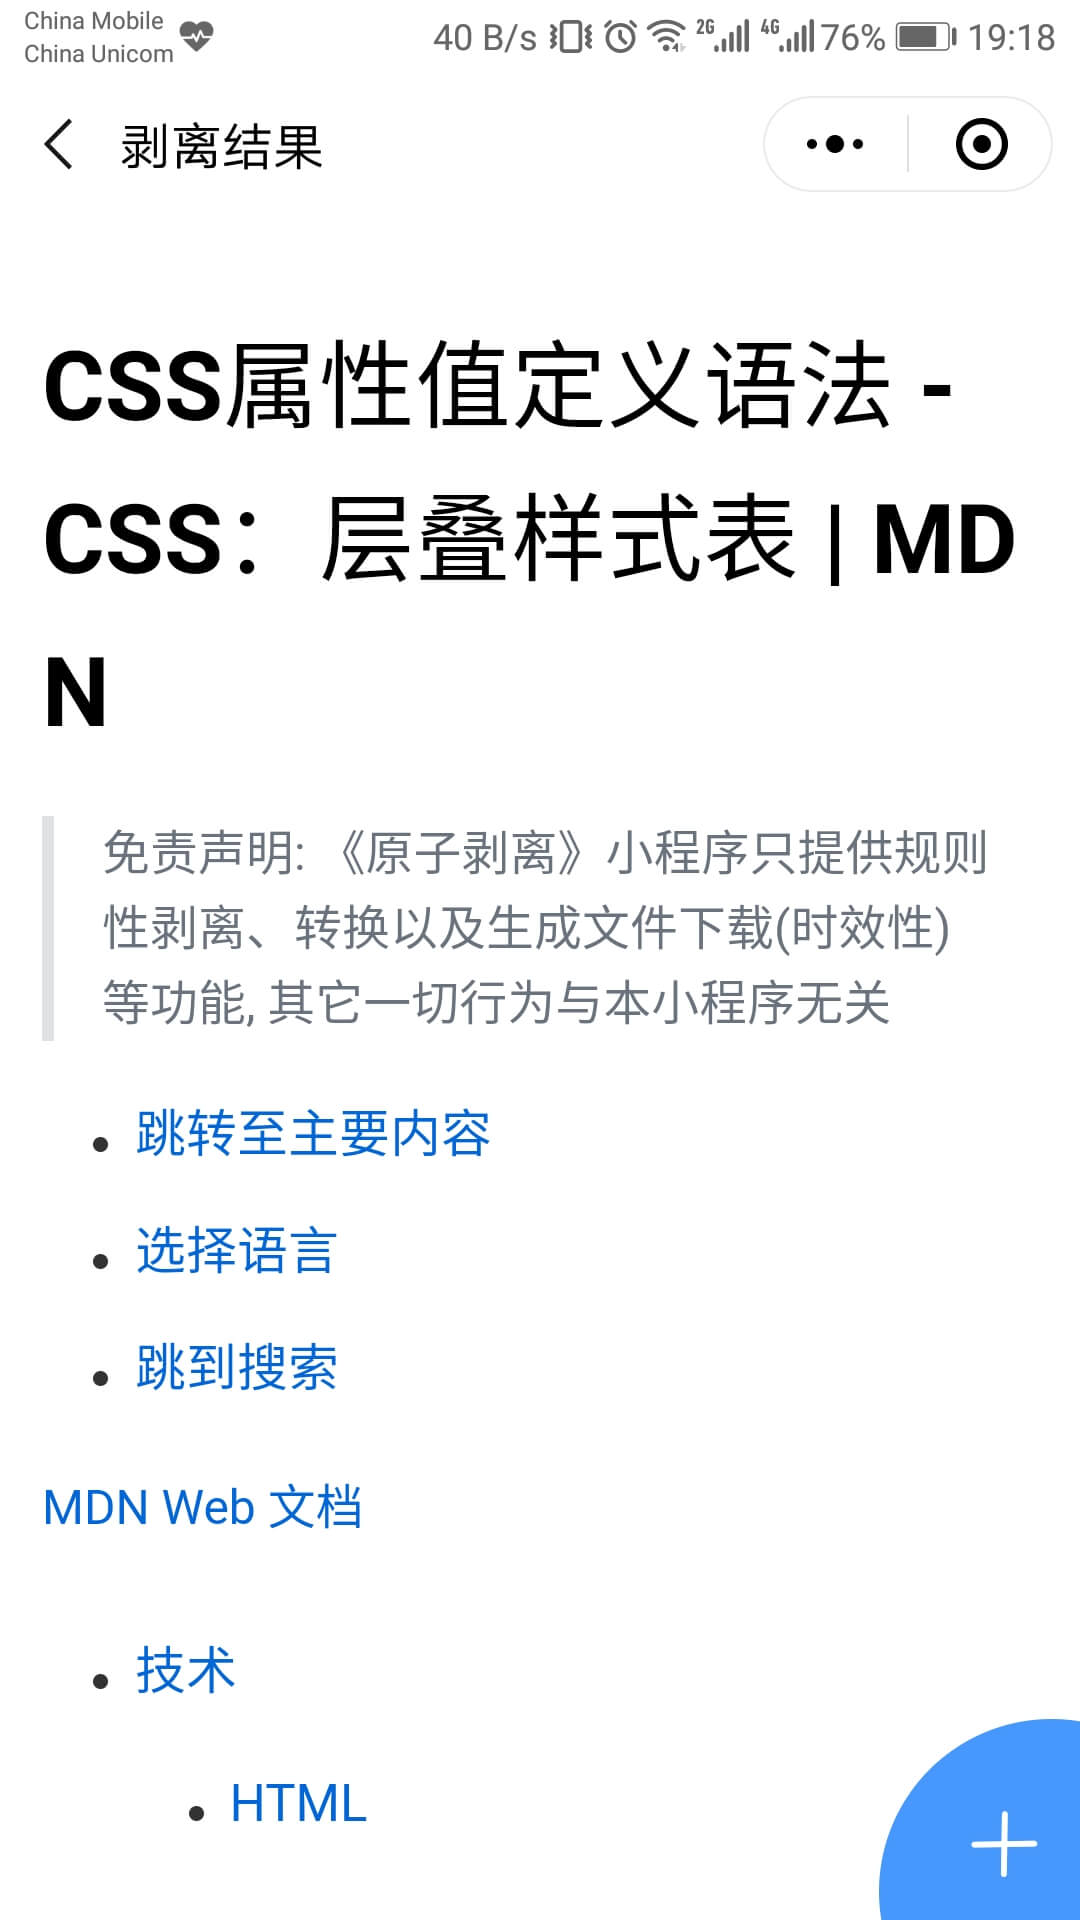 China Mobile
China Unicom
40 B/s 2G 4G 76% 19:18
剥离结果
CSS属性值定义语法 -
CSS：层叠样式表 | MD
N
免责声明: 《原子剥离》小程序只提供规则
性剥离、转换以及生成文件下载(时效性)
等功能, 其它一切行为与本小程序无关
跳转至主要内容
选择语言
跳到搜索
MDN Web 文档
技术
HTML